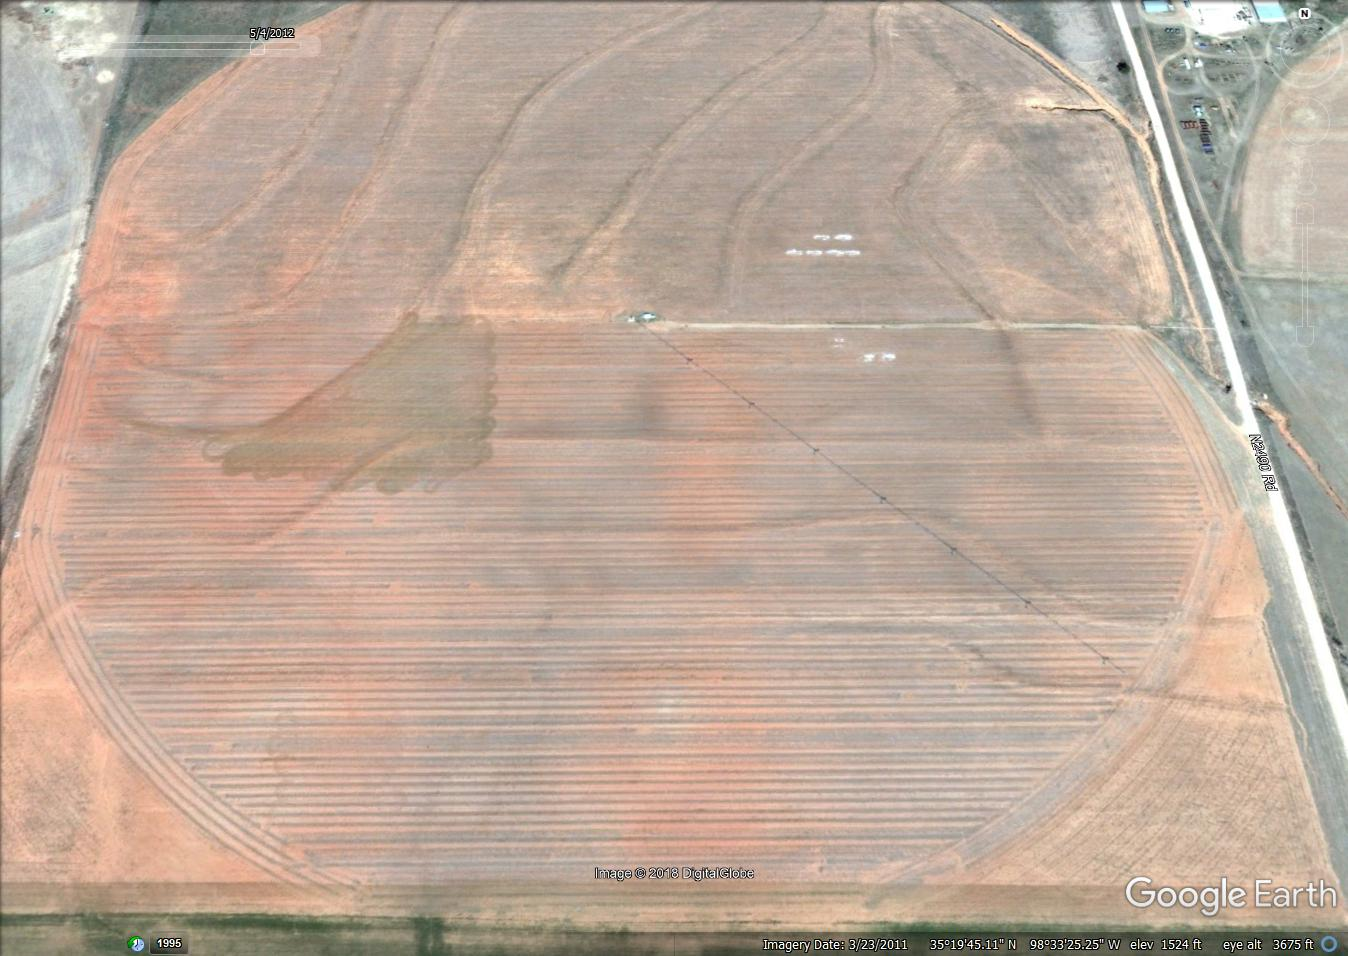 5/4/2012
N
N2490 Rd
Image © 2018 DigitalGlobe
Google Earth
1995
Imagery Date: 3/23/2011 35°19'45.11" N 98°33'25.25" W elev 1524 ft eye alt 3675 ft